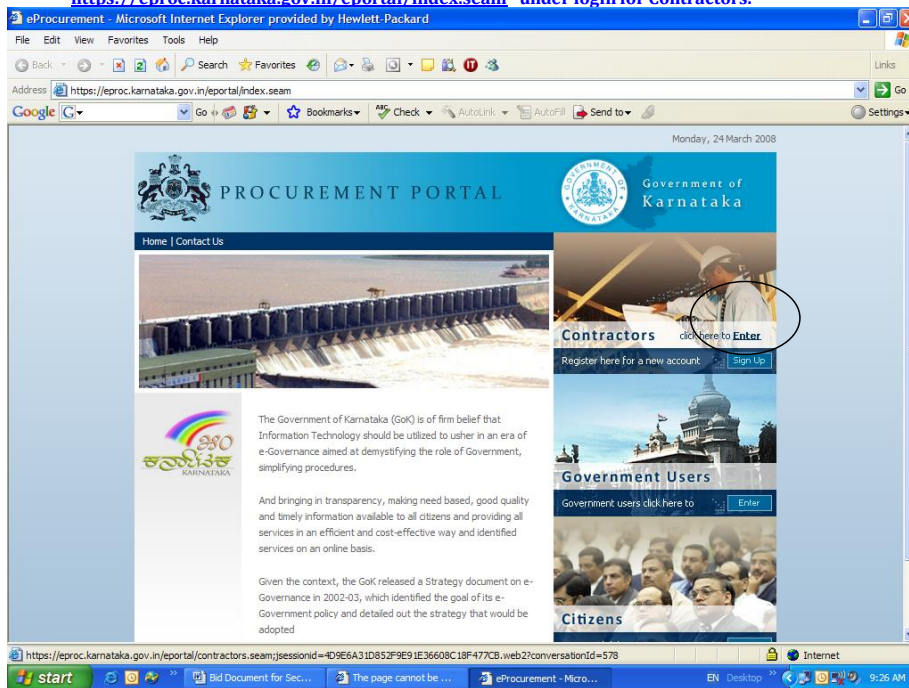 https://eproc.karnataka.gov.in/eportal/index.seam" under login for Contractors.
eProcurement - Microsoft Internet Explorer provided by Hewlett-Packard
File Edit View Favorites Tools Help
Back Search Favorites Links
Address https://eproc.karnataka.gov.in/eportal/index.seam Go
Google G Go Bookmarks Check AutoLink AutoFill Send to Settings
Monday, 24 March 2008
PROCUREMENT PORTAL
Government of
Karnataka
Home | Contact Us
Contractors click here to Enter
Register here for a new account Sign Up
ಕರ್ನಾಟಕ
KARNATAKA
The Government of Karnataka (GoK) is of firm belief that
Information Technology should be utilized to usher in an era of
e-Governance aimed at demystifying the role of Government,
simplifying procedures.
And bringing in transparency, making need based, good quality
and timely information available to all citizens and providing all
services in an efficient and cost-effective way and identified
services on an online basis.
Given the context, the GoK released a Strategy document on e-
Governance in 2002-03, which identified the goal of its e-
Government policy and detailed out the strategy that would be
adopted
Government Users
Government users click here to Enter
Citizens
https://eproc.karnataka.gov.in/eportal/contractors.seam;jsessionid=4D9E6A31D852F9E91E36608C18F477CB.web2?conversationId=578 Internet
start Bid Document for Sec... The page cannot be ... eProcurement - Micro... EN Desktop 9:26 AM